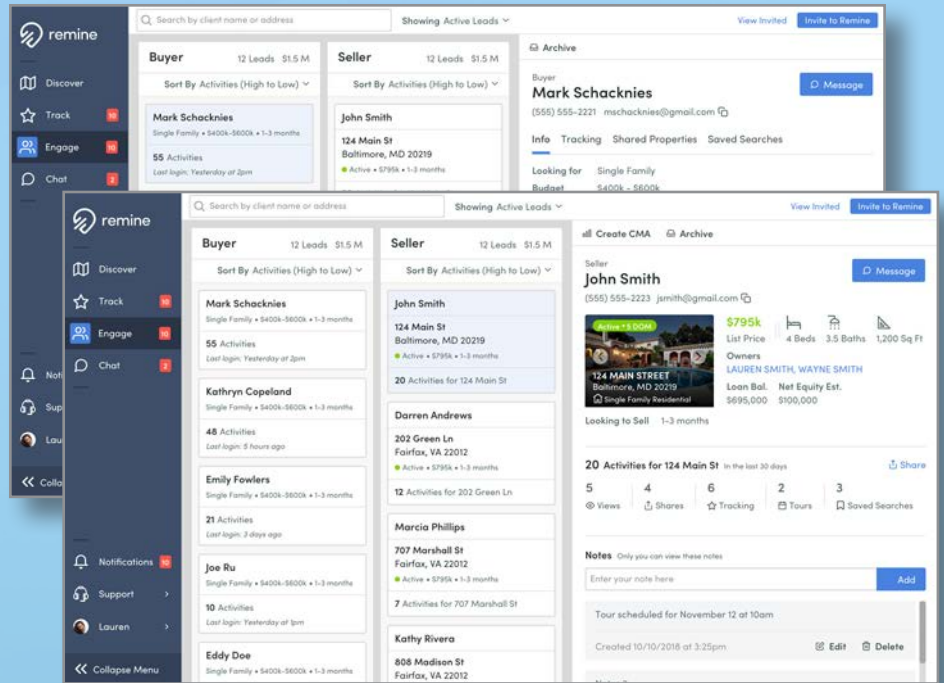 remine
Search by client name or address
Showing Active Leads
View Invited
Invite to Remine
Discover
Track 10
Engage 10
Chat 2
Buyer 12 Leads $1.5 M
Sort By Activities (High to Low)
Mark Schacknies
Single Family • $400k-$600k • 1-3 months
55 Activities
Last login: Yesterday at 2pm
Seller 12 Leads $1.5 M
Sort By Activities (High to Low)
John Smith
124 Main St
Baltimore, MD 20219
Active • $795k • 1-3 months
Archive
Buyer
Mark Schacknies
Message
(555) 555-2221 mschacknies@gmail.com
Info Tracking Shared Properties Saved Searches
Looking for Single Family
Budget $400k - $600k
remine
Search by client name or address
Showing Active Leads
View Invited
Invite to Remine
Discover
Track 10
Engage 10
Chat 2
Notifications 10
Support
Lauren
Collapse Menu
Buyer 12 Leads $1.5 M
Sort By Activities (High to Low)
Mark Schacknies
Single Family • $400k-$600k • 1-3 months
55 Activities
Last login: Yesterday at 2pm
Kathryn Copeland
Single Family • $400k-$600k • 1-3 months
48 Activities
Last login: 5 hours ago
Emily Fowlers
Single Family • $400k-$600k • 1-3 months
21 Activities
Last login: 3 days ago
Joe Ru
Single Family • $400k-$600k • 1-3 months
10 Activities
Last login: Yesterday at 1pm
Eddy Doe
Single Family • $400k-$600k • 1-3 months
Seller 12 Leads $1.5 M
Sort By Activities (High to Low)
John Smith
124 Main St
Baltimore, MD 20219
Active • $795k • 1-3 months
20 Activities for 124 Main St
Darren Andrews
202 Green Ln
Fairfax, VA 22012
Active • $795k • 1-3 months
12 Activities for 202 Green Ln
Marcia Phillips
707 Marshall St
Fairfax, VA 22012
Active • $795k • 1-3 months
7 Activities for 707 Marshall St
Kathy Rivera
808 Madison St
Fairfax, VA 22012
Create CMA Archive
Seller
John Smith
Message
(555) 555-2223 jsmith@gmail.com
Active • 5 DOM
124 MAIN STREET
Baltimore, MD 20219
Single Family Residential
$795k
List Price 4 Beds 3.5 Baths 1,200 Sq Ft
Owners
LAUREN SMITH, WAYNE SMITH
Loan Bal. Net Equity Est.
$695,000 $100,000
Looking to Sell 1-3 months
20 Activities for 124 Main St In the last 30 days Share
5 4 6 2 3
Views Shares Tracking Tours Saved Searches
Notes Only you can view these notes
Enter your note here Add
Tour scheduled for November 12 at 10am
Created 10/10/2018 at 3:25pm Edit Delete